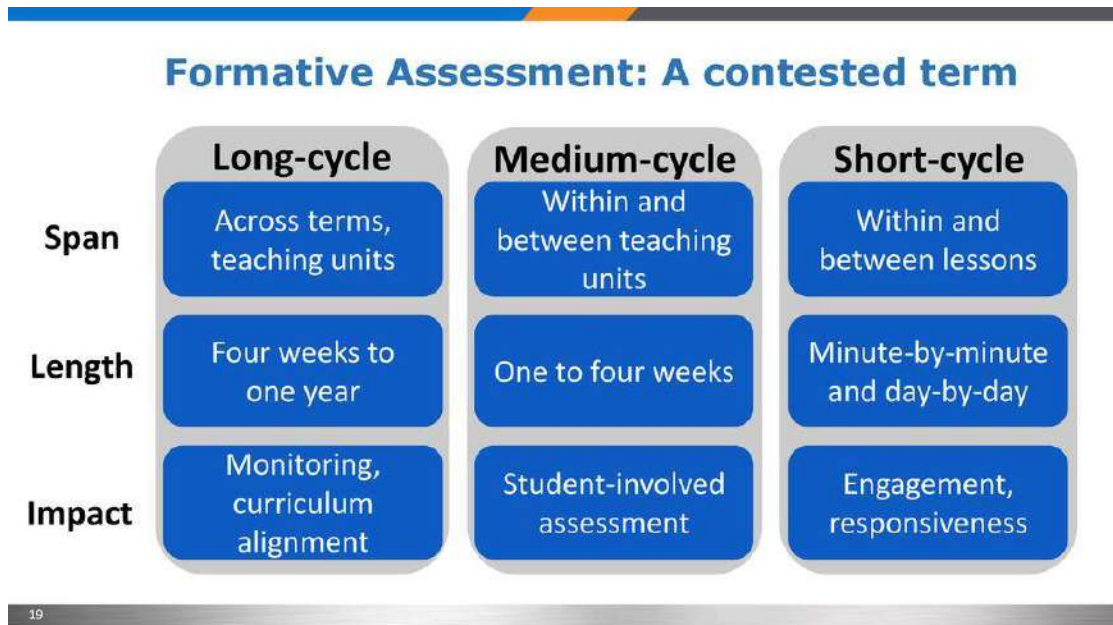 Formative Assessment: A contested term
Long-cycle
Medium-cycle
Short-cycle
Span
Across terms,
teaching units
Within and
between teaching
units
Within and
between lessons
Length
Four weeks to
one year
One to four weeks
Minute-by-minute
and day-by-day
Impact
Monitoring,
curriculum
alignment
Student-involved
assessment
Engagement,
responsiveness
19